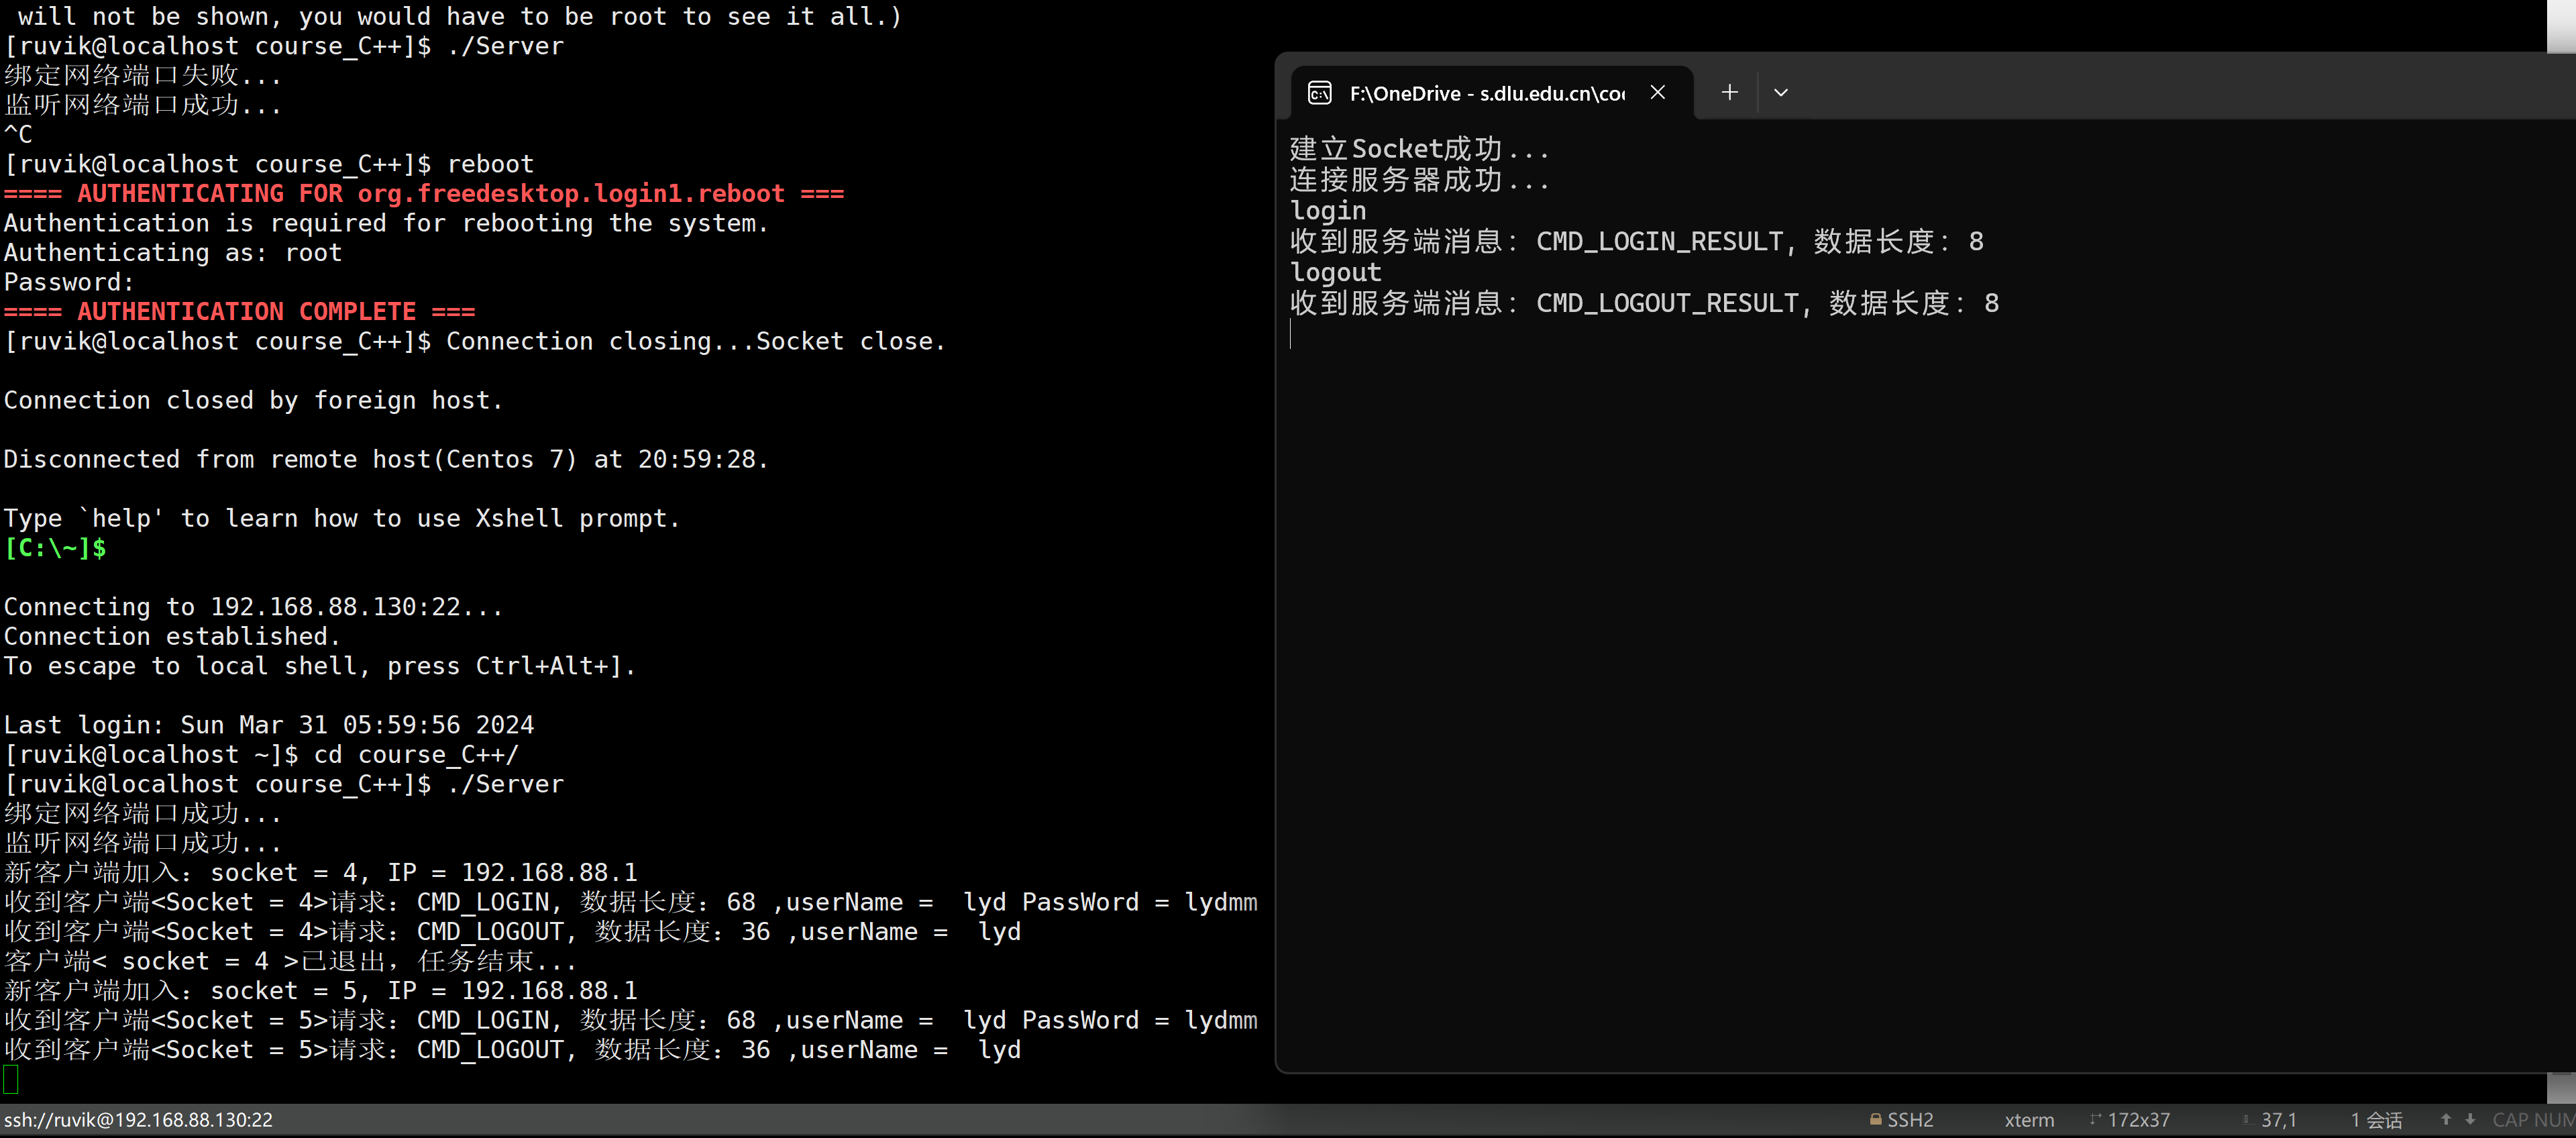 will not be shown, you would have to be root to see it all.)
[ruvik@localhost course_C++]$ ./Server
绑定网络端口失败...
监听网络端口成功...
^C
[ruvik@localhost course_C++]$ reboot
==== AUTHENTICATING FOR org.freedesktop.login1.reboot ===
Authentication is required for rebooting the system.
Authenticating as: root
Password:
==== AUTHENTICATION COMPLETE ===
[ruvik@localhost course_C++]$ Connection closing...Socket close.
Connection closed by foreign host.
Disconnected from remote host(Centos 7) at 20:59:28.
Type `help' to learn how to use Xshell prompt.
[C:\~]$
Connecting to 192.168.88.130:22...
Connection established.
To escape to local shell, press Ctrl+Alt+].
Last login: Sun Mar 31 05:59:56 2024
[ruvik@localhost ~]$ cd course_C++/
[ruvik@localhost course_C++]$ ./Server
绑定网络端口成功...
监听网络端口成功...
新客户端加入：socket = 4, IP = 192.168.88.1
收到客户端<Socket = 4>请求：CMD_LOGIN, 数据长度：68 ,userName =  lyd PassWord = lydmm
收到客户端<Socket = 4>请求：CMD_LOGOUT, 数据长度：36 ,userName =  lyd
客户端< socket = 4 >已退出，任务结束...
新客户端加入：socket = 5, IP = 192.168.88.1
收到客户端<Socket = 5>请求：CMD_LOGIN, 数据长度：68 ,userName =  lyd PassWord = lydmm
收到客户端<Socket = 5>请求：CMD_LOGOUT, 数据长度：36 ,userName =  lyd
F:\OneDrive - s.dlu.edu.cn\co
建立Socket成功...
连接服务器成功...
login
收到服务端消息：CMD_LOGIN_RESULT，数据长度：8
logout
收到服务端消息：CMD_LOGOUT_RESULT，数据长度：8
ssh://ruvik@192.168.88.130:22
SSH2
xterm
172x37
37,1
1 会话
CAP NUM